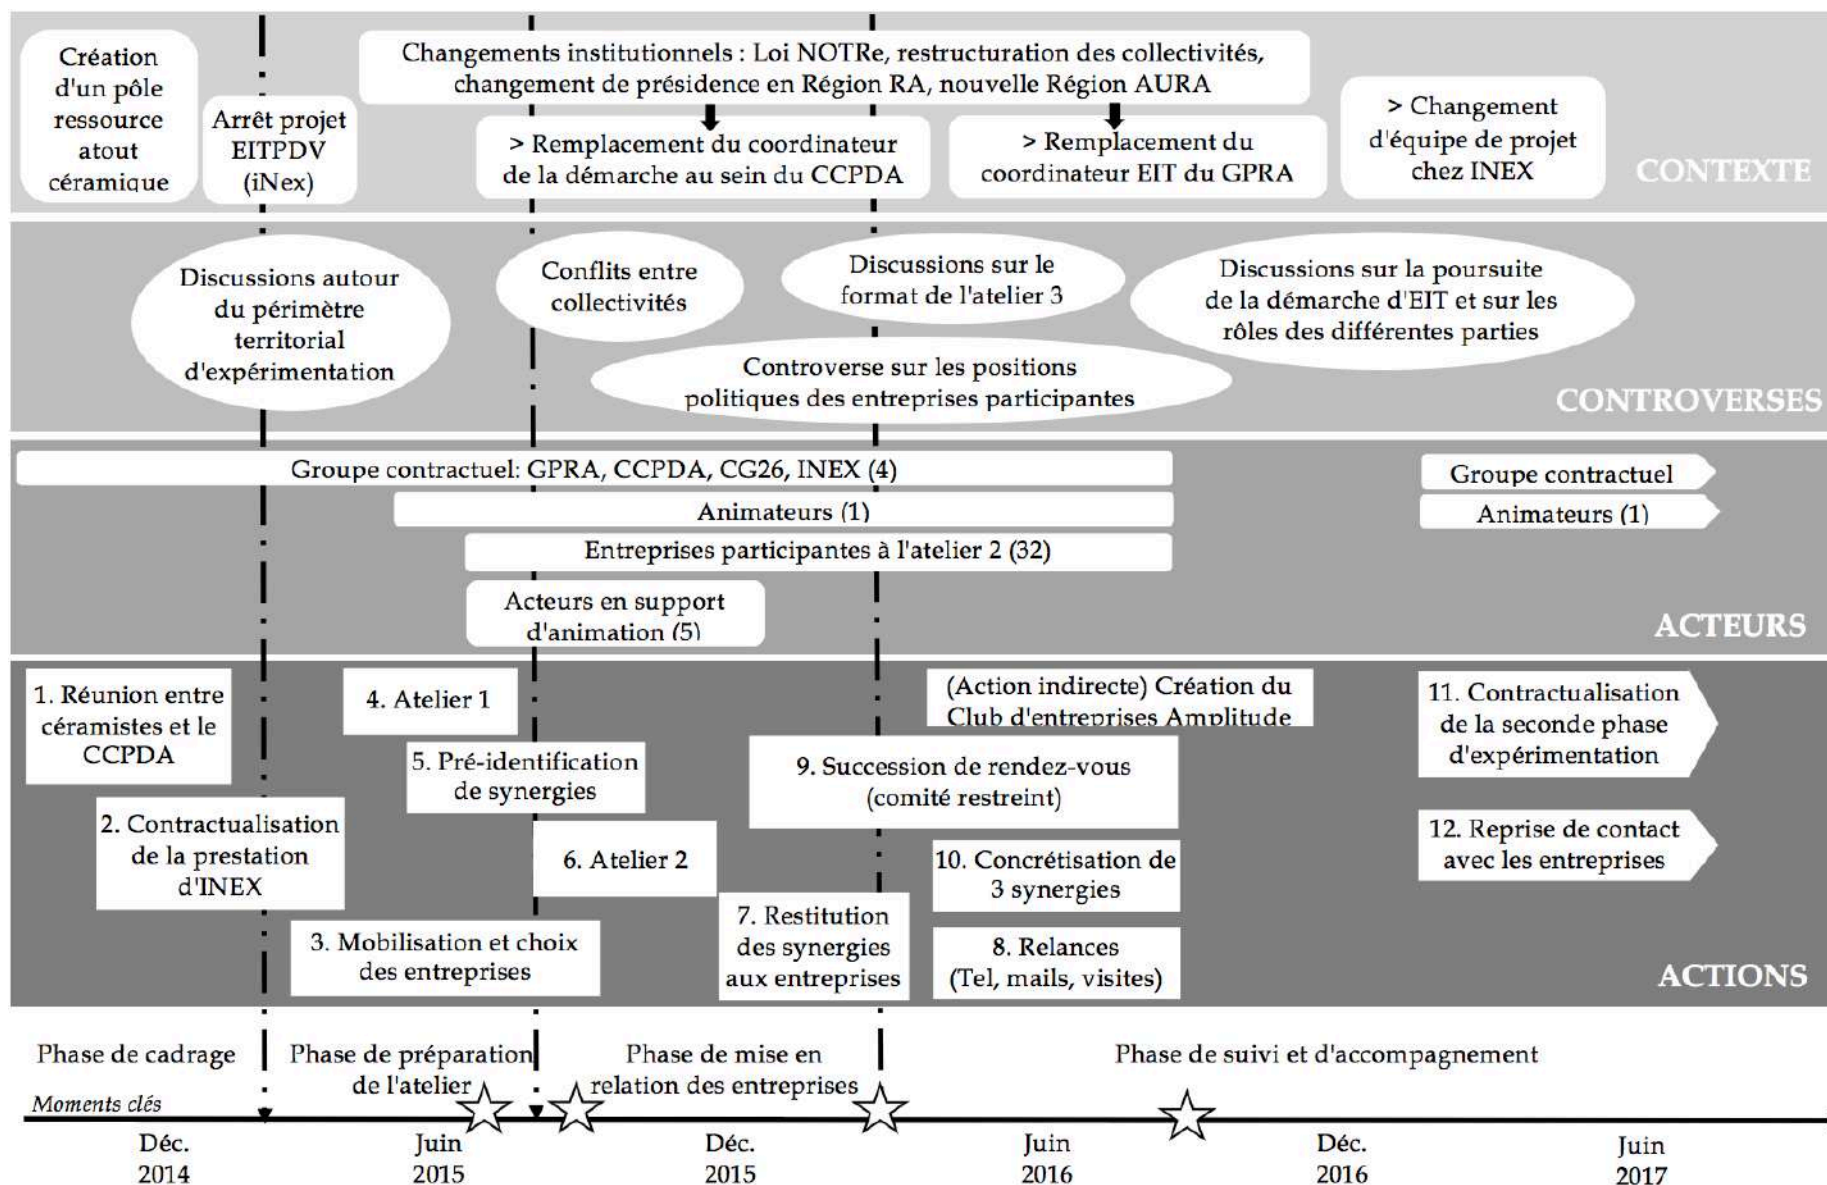 Création
d'un pôle
ressource
atout
céramique
Arrêt projet
EITPDV
(iNex)
Changements institutionnels : Loi NOTRe, restructuration des collectivités,
changement de présidence en Région RA, nouvelle Région AURA
> Remplacement du coordinateur
de la démarche au sein du CCPDA
> Remplacement du
coordinateur EIT du GPRA
> Changement
d'équipe de projet
chez INEX
CONTEXTE
Discussions autour
du périmètre
territorial
d'expérimentation
Conflits entre
collectivités
Discussions sur le
format de l'atelier 3
Discussions sur la poursuite
de la démarche d'EIT et sur les
rôles des différentes parties
Controverse sur les positions
politiques des entreprises participantes
CONTROVERSES
Groupe contractuel: GPRA, CCPDA, CG26, INEX (4)
Groupe contractuel
Animateurs (1)
Animateurs (1)
Entreprises participantes à l'atelier 2 (32)
Acteurs en support
d'animation (5)
ACTEURS
1. Réunion entre
céramistes et le
CCPDA
2. Contractualisation
de la prestation
d'INEX
3. Mobilisation et choix
des entreprises
4. Atelier 1
5. Pré-identification
de synergies
6. Atelier 2
7. Restitution
des synergies
aux entreprises
(Action indirecte) Création du
Club d'entreprises Amplitude
9. Succession de rendez-vous
(comité restreint)
10. Concrétisation de
3 synergies
8. Relances
(Tel, mails, visites)
11. Contractualisation
de la seconde phase
d'expérimentation
12. Reprise de contact
avec les entreprises
ACTIONS
Phase de cadrage
Phase de préparation
de l'atelier
Phase de mise en
relation des entreprises
Phase de suivi et d'accompagnement
Moments clés
Déc.
2014
Juin
2015
Déc.
2015
Juin
2016
Déc.
2016
Juin
2017